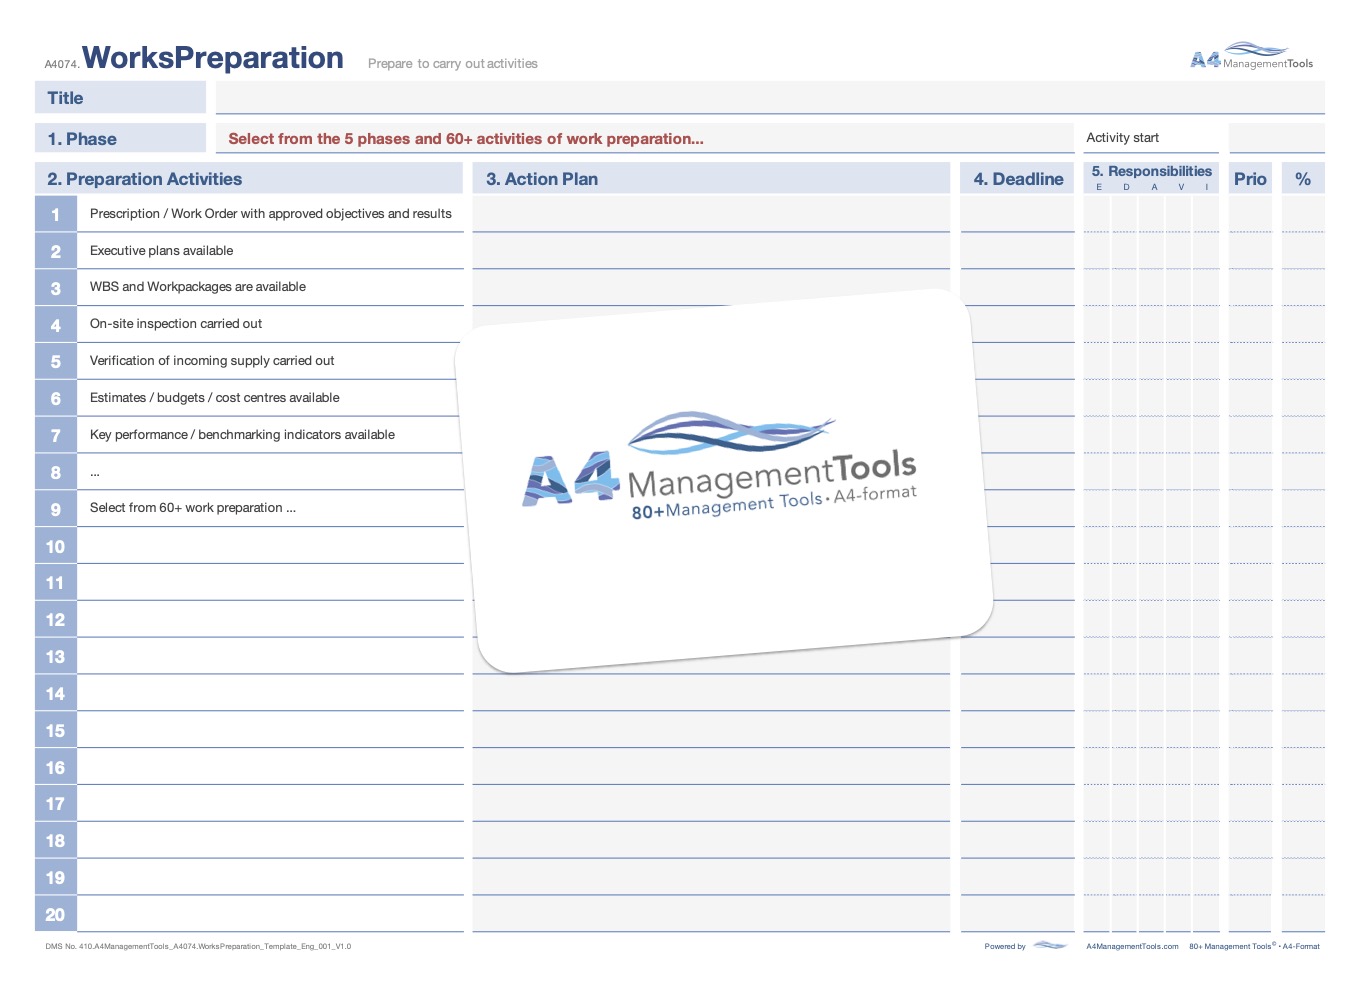 A4074. WorksPreparation Prepare to carry out activities
A4 ManagementTools
Title
1. Phase Select from the 5 phases and 60+ activities of work preparation... Activity start
2. Preparation Activities 3. Action Plan 4. Deadline 5. Responsibilities Prio %
E D A V I
1 Prescription / Work Order with approved objectives and results
2 Executive plans available
3 WBS and Workpackages are available
4 On-site inspection carried out
5 Verification of incoming supply carried out
6 Estimates / budgets / cost centres available
7 Key performance / benchmarking indicators available
8 ...
9 Select from 60+ work preparation ...
10
11
12
13
14
15
16
17
18
19
20
A4 ManagementTools
80+Management Tools • A4-format
DMS No. 410.A4ManagementTools_A4074.WorksPreparation_Template_Eng_001_V1.0
Powered by A4ManagementTools.com 80+ Management Tools© • A4-Format